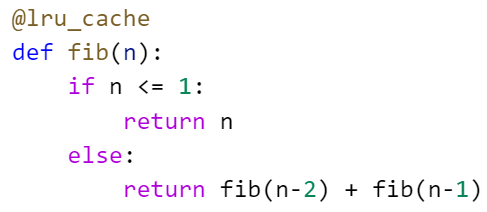 @lru_cache
def fib(n):
    if n <= 1:
        return n
    else:
        return fib(n-2) + fib(n-1)